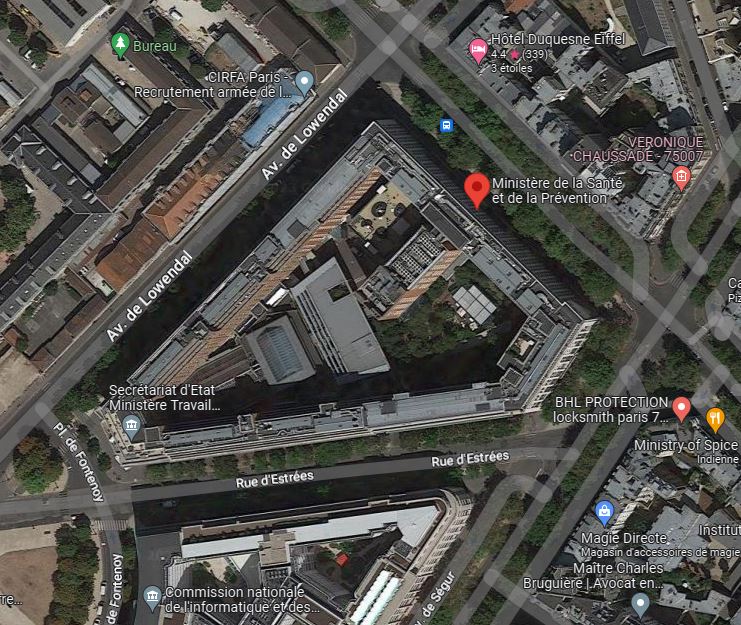 Bureau
Hôtel Duquesne Eiffel
4.4 ★ (339)
3 étoiles
CIRFA Paris -
Recrutement armée de l...
Av. de Lowendal
VERONIQUE
CHAUSSADE - 75007
Ministère de la Santé
et de la Prévention
Av. de Lowendal
Ca
Piz
Secrétariat d'Etat
Ministère Travail...
BHL PROTECTION
locksmith paris 7...
pl. de Fontenoy
Ministry of Spice
Indienne
Rue d'Estrées
Rue d'Estrées
Magie Directe
Magasin d'accessoires de magie
Institut
Maître Charles
Bruguière | Avocat en...
Commission nationale
de l'informatique et des...
fre...
de Fontenoy
. de Ségur